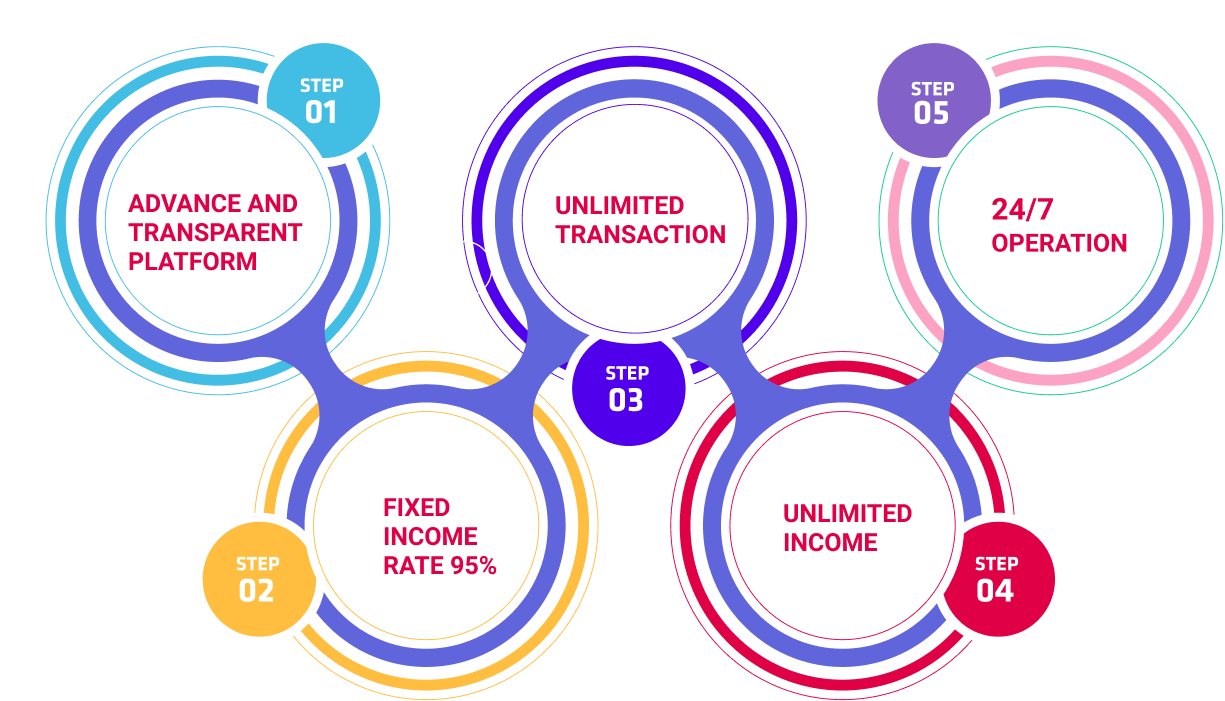 STEP
01
ADVANCE AND
TRANSPARENT
PLATFORM
STEP
02
FIXED
INCOME
RATE 95%
STEP
03
UNLIMITED
TRANSACTION
STEP
04
UNLIMITED
INCOME
STEP
05
24/7
OPERATION